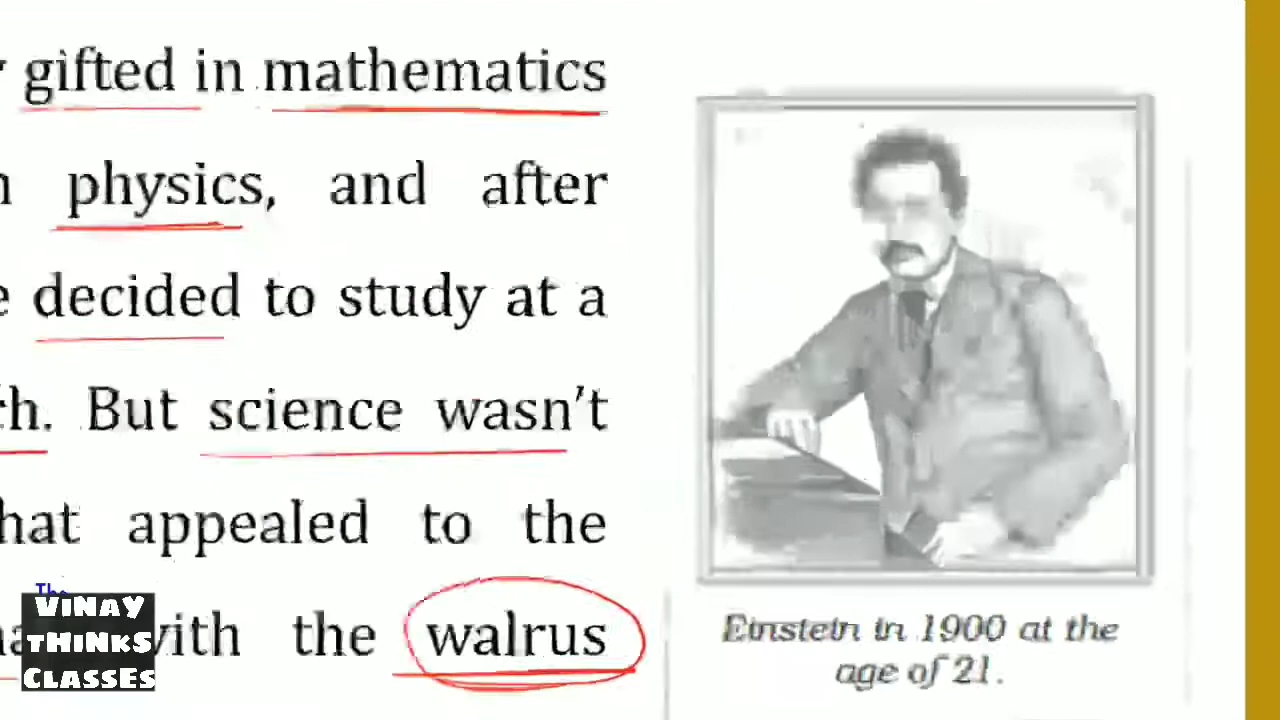 gifted in mathematics
physics, and after
decided to study at a
But science wasn't
appealed to the
with the walrus
The
VINAY
THINKS
CLASSES
Einstein in 1900 at the
age of 21.